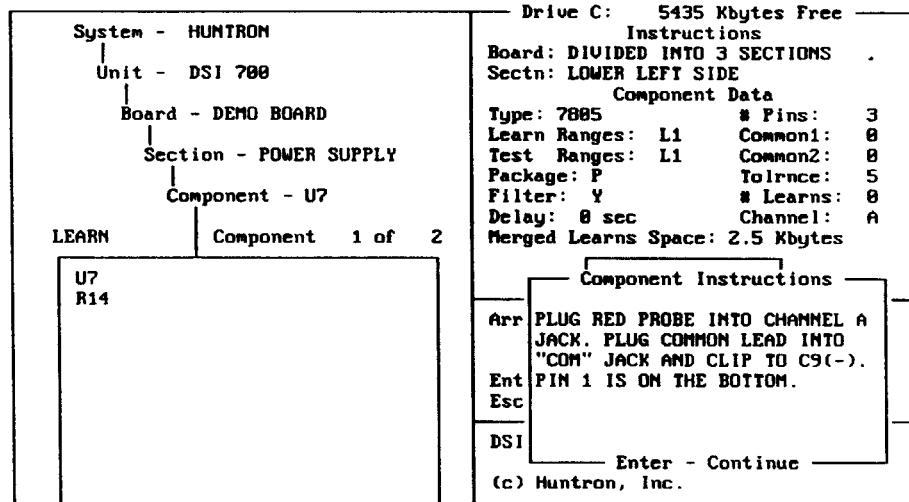 System - HUNTRON
Unit - DSI 700
Board - DEMO BOARD
Section - POWER SUPPLY
Component - U7
LEARN Component 1 of 2
U7
R14
Drive C: 5435 Kbytes Free
Instructions
Board: DIVIDED INTO 3 SECTIONS .
Sectn: LOWER LEFT SIDE
Component Data
Type: 7805 # Pins: 3
Learn Ranges: L1 Common1: 0
Test Ranges: L1 Common2: 0
Package: P Tolrnce: 5
Filter: Y # Learns: 0
Delay: 0 sec Channel: A
Merged Learns Space: 2.5 Kbytes
Component Instructions
Arr
PLUG RED PROBE INTO CHANNEL A
JACK. PLUG COMMON LEAD INTO
"COM" JACK AND CLIP TO C9(-).
Ent
PIN 1 IS ON THE BOTTOM.
Esc
DSI
Enter - Continue
(c) Huntron, Inc.